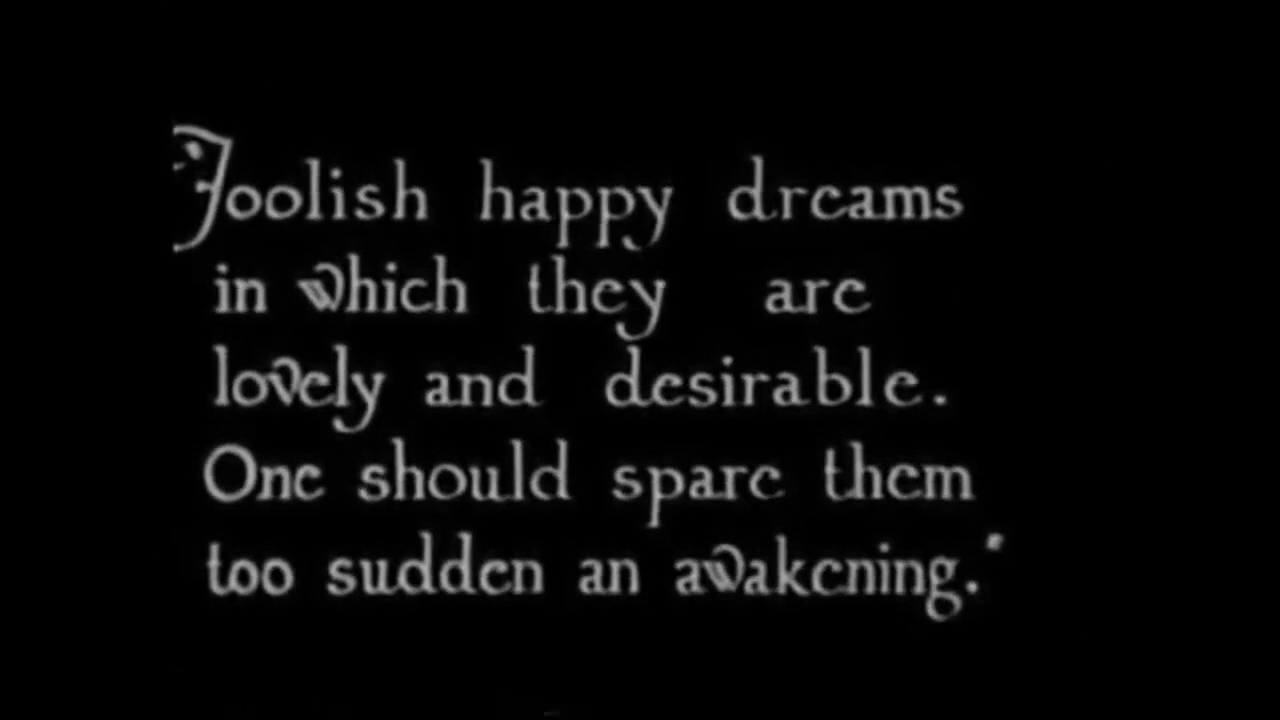 "Foolish happy dreams
in which they are
lovely and desirable.
One should spare them
too sudden an awakening."